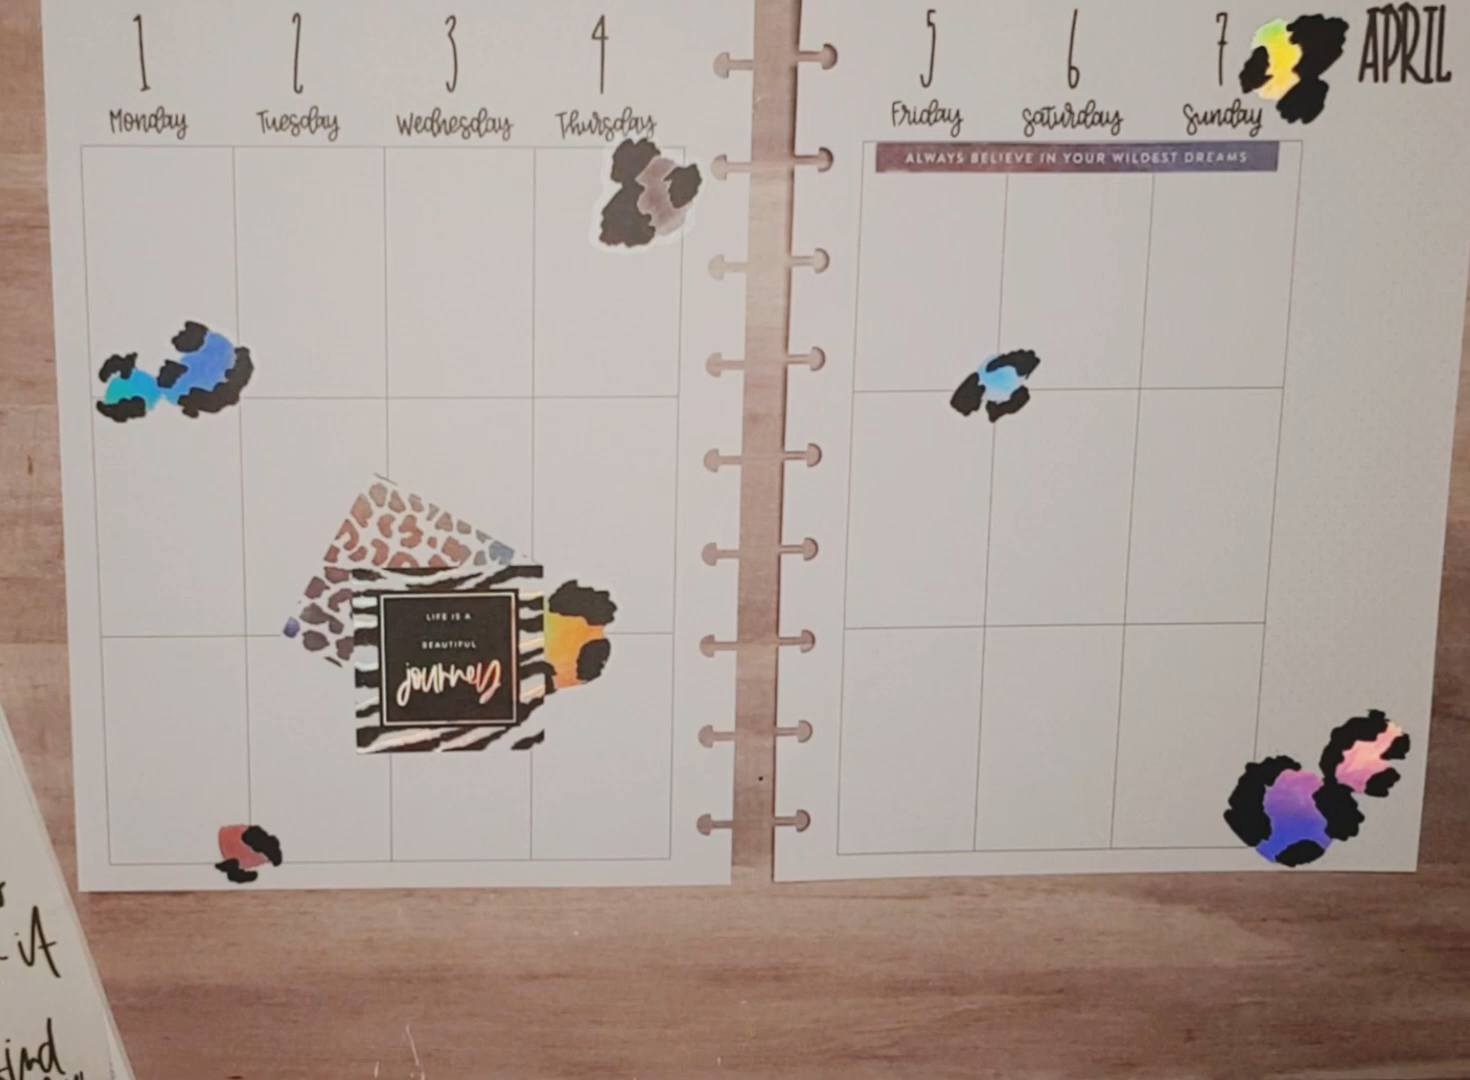 1 2 3 4
Monday Tuesday Wednesday Thursday
5 6 7 APRIL
Friday Saturday Sunday
ALWAYS BELIEVE IN YOUR WILDEST DREAMS
LIFE IS A
BEAUTIFUL
journey
it